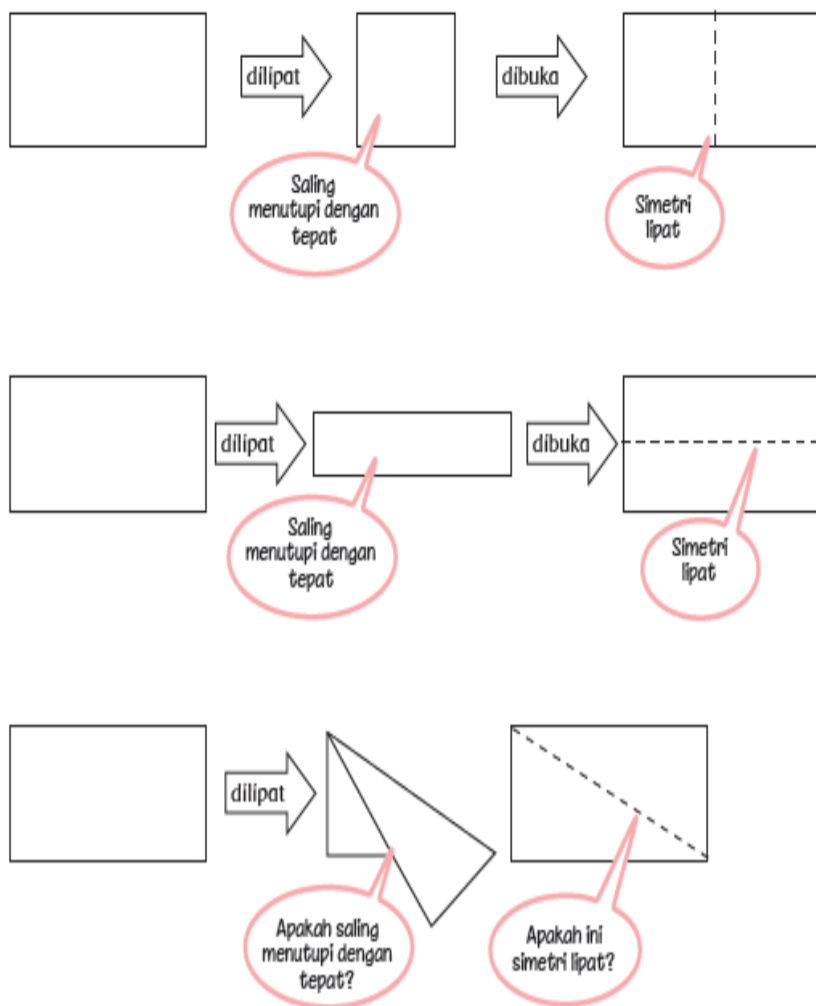 dilipat
dibuka
Saling
menutupi dengan
tepat
Simetri
lipat
dilipat
dibuka
Saling
menutupi dengan
tepat
Simetri
lipat
dilipat
Apakah saling
menutupi dengan
tepat?
Apakah ini
simetri lipat?